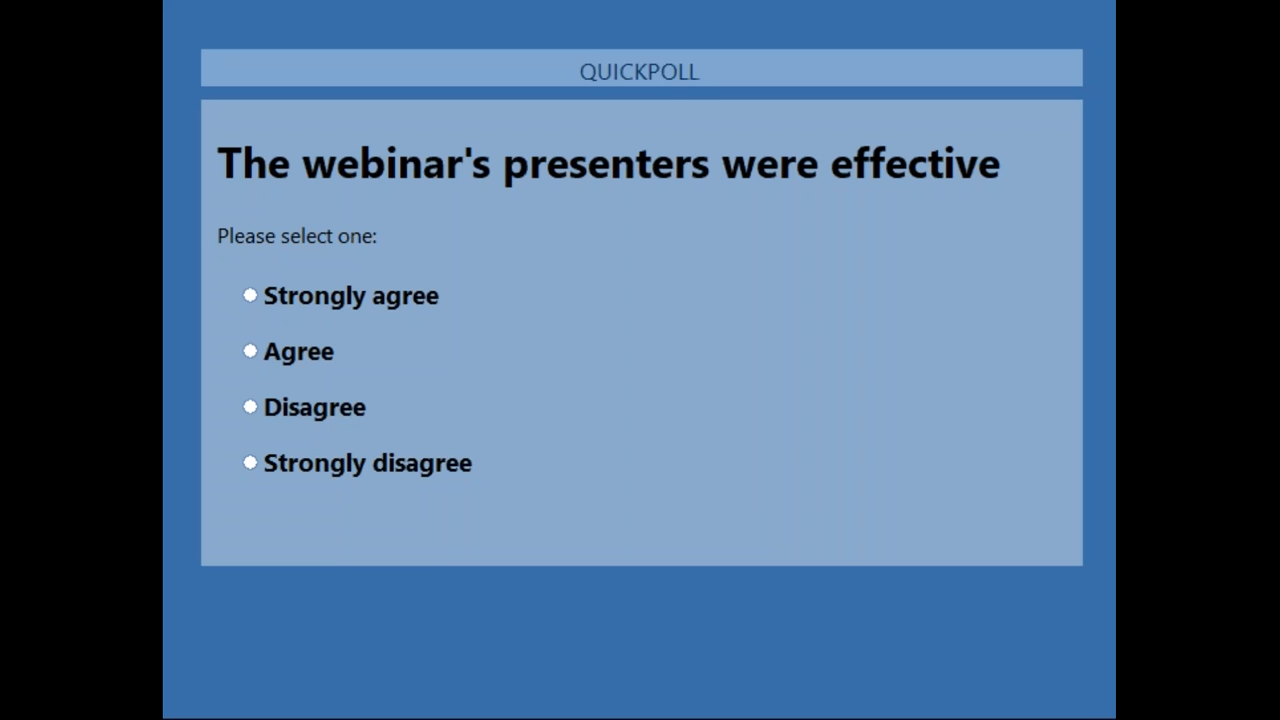 QUICKPOLL
The webinar's presenters were effective
Please select one:
Strongly agree
Agree
Disagree
Strongly disagree